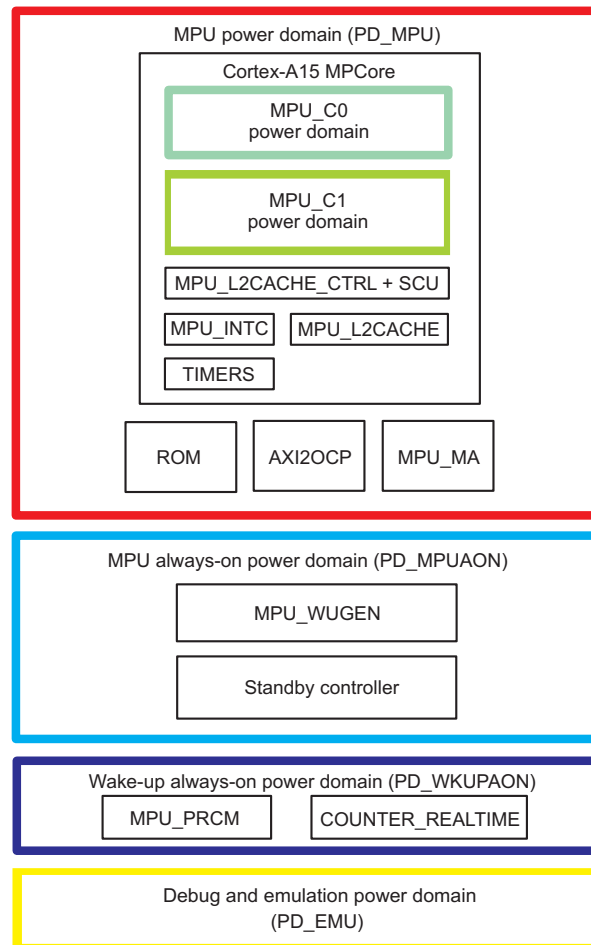 MPU power domain (PD_MPU)
Cortex-A15 MPCore
MPU_C0
power domain
MPU_C1
power domain
MPU_L2CACHE_CTRL + SCU
MPU_INTC
MPU_L2CACHE
TIMERS
ROM
AXI2OCP
MPU_MA
MPU always-on power domain (PD_MPUAON)
MPU_WUGEN
Standby controller
Wake-up always-on power domain (PD_WKUPAON)
MPU_PRCM
COUNTER_REALTIME
Debug and emulation power domain
(PD_EMU)